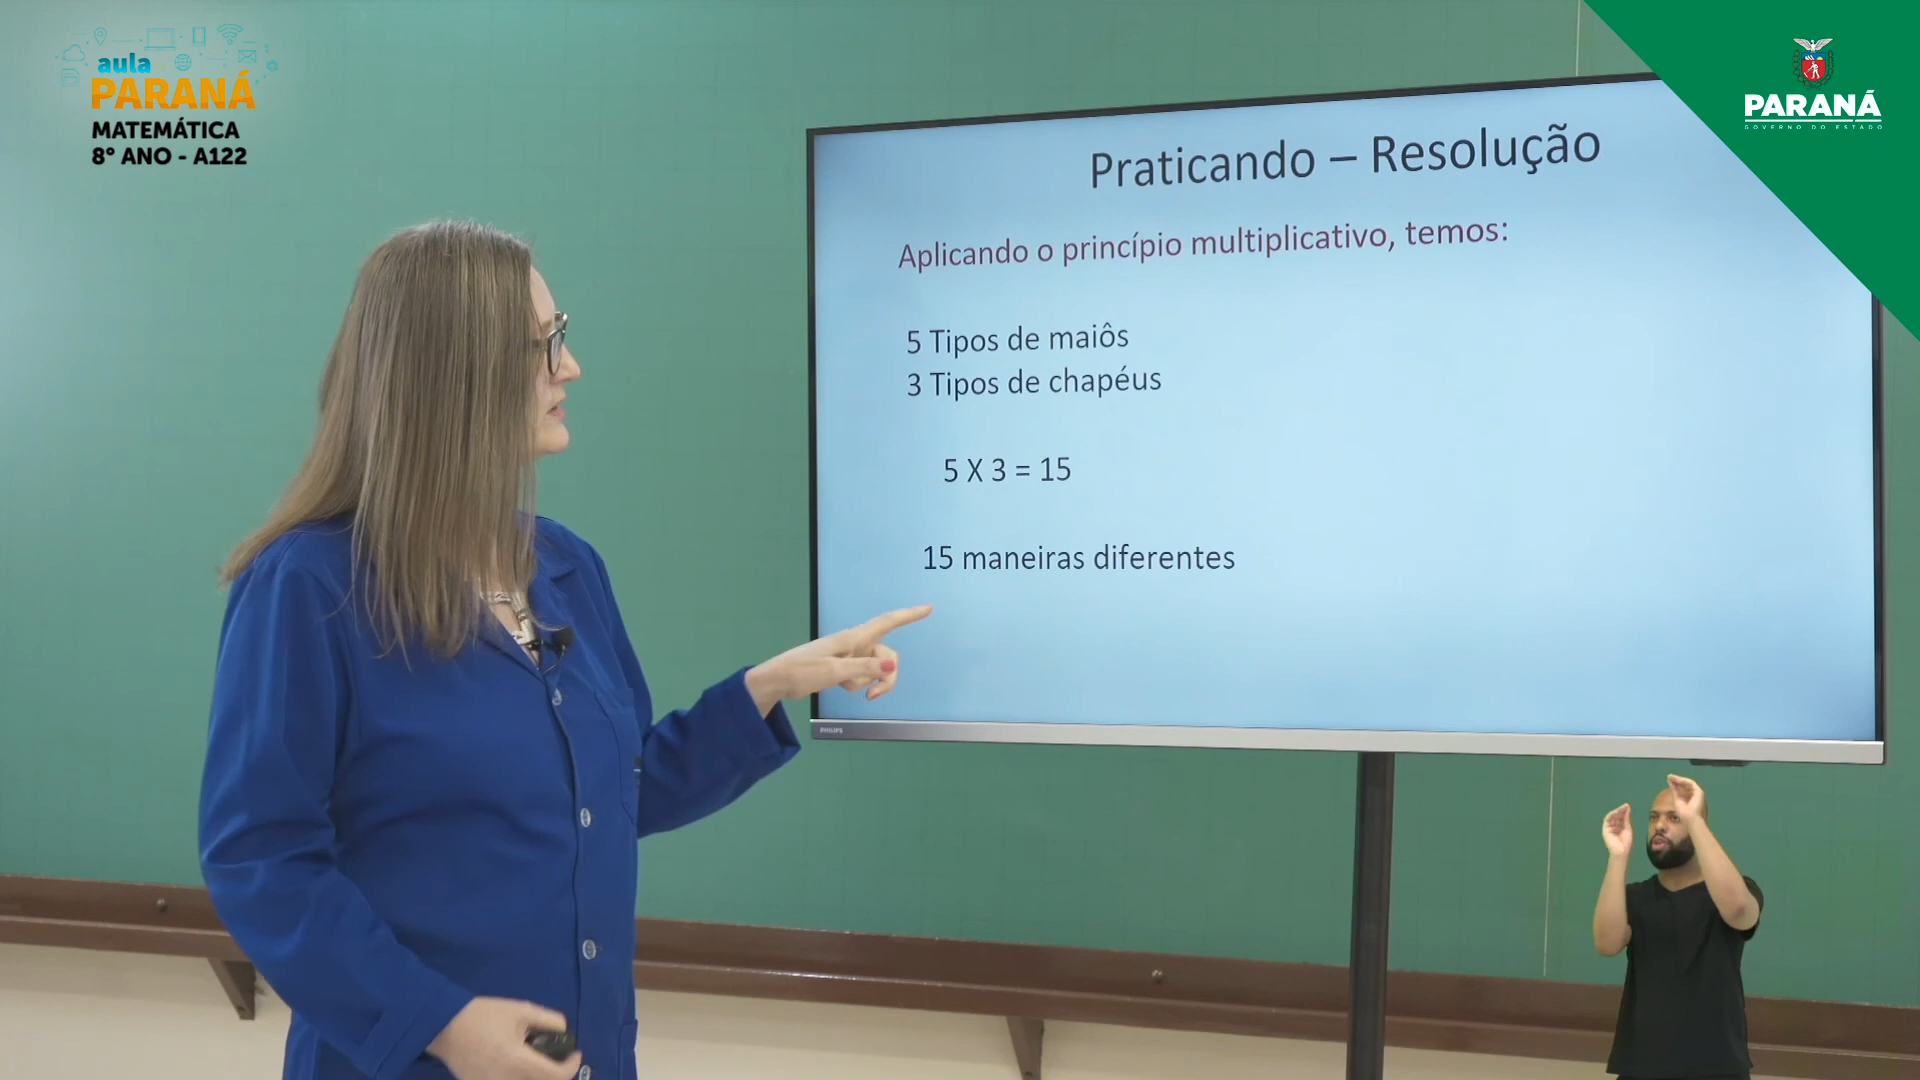 aula
PARANÁ
MATEMÁTICA
8° ANO - A122
PARANÁ
GOVERNO DO ESTADO
Praticando – Resolução
Aplicando o princípio multiplicativo, temos:
5 Tipos de maiôs
3 Tipos de chapéus
5 X 3 = 15
15 maneiras diferentes
PHILIPS